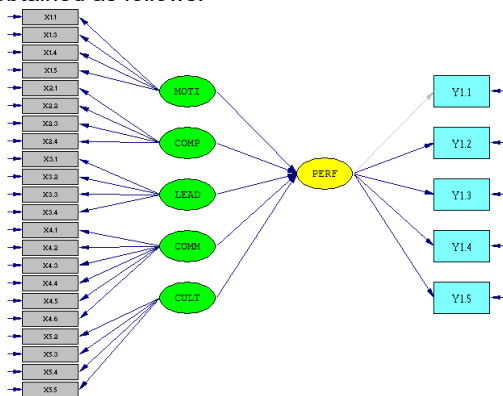 obtained as follows:
X1.1
X1.3
X1.4
X1.5
X2.1
X2.2
X2.3
X2.4
X3.1
X3.2
X3.3
X3.4
X4.1
X4.2
X4.3
X4.4
X4.5
X4.6
X5.2
X5.3
X5.4
X5.5
MOTI
COMP
LEAD
COMM
CULT
PERF
Y1.1
Y1.2
Y1.3
Y1.4
Y1.5